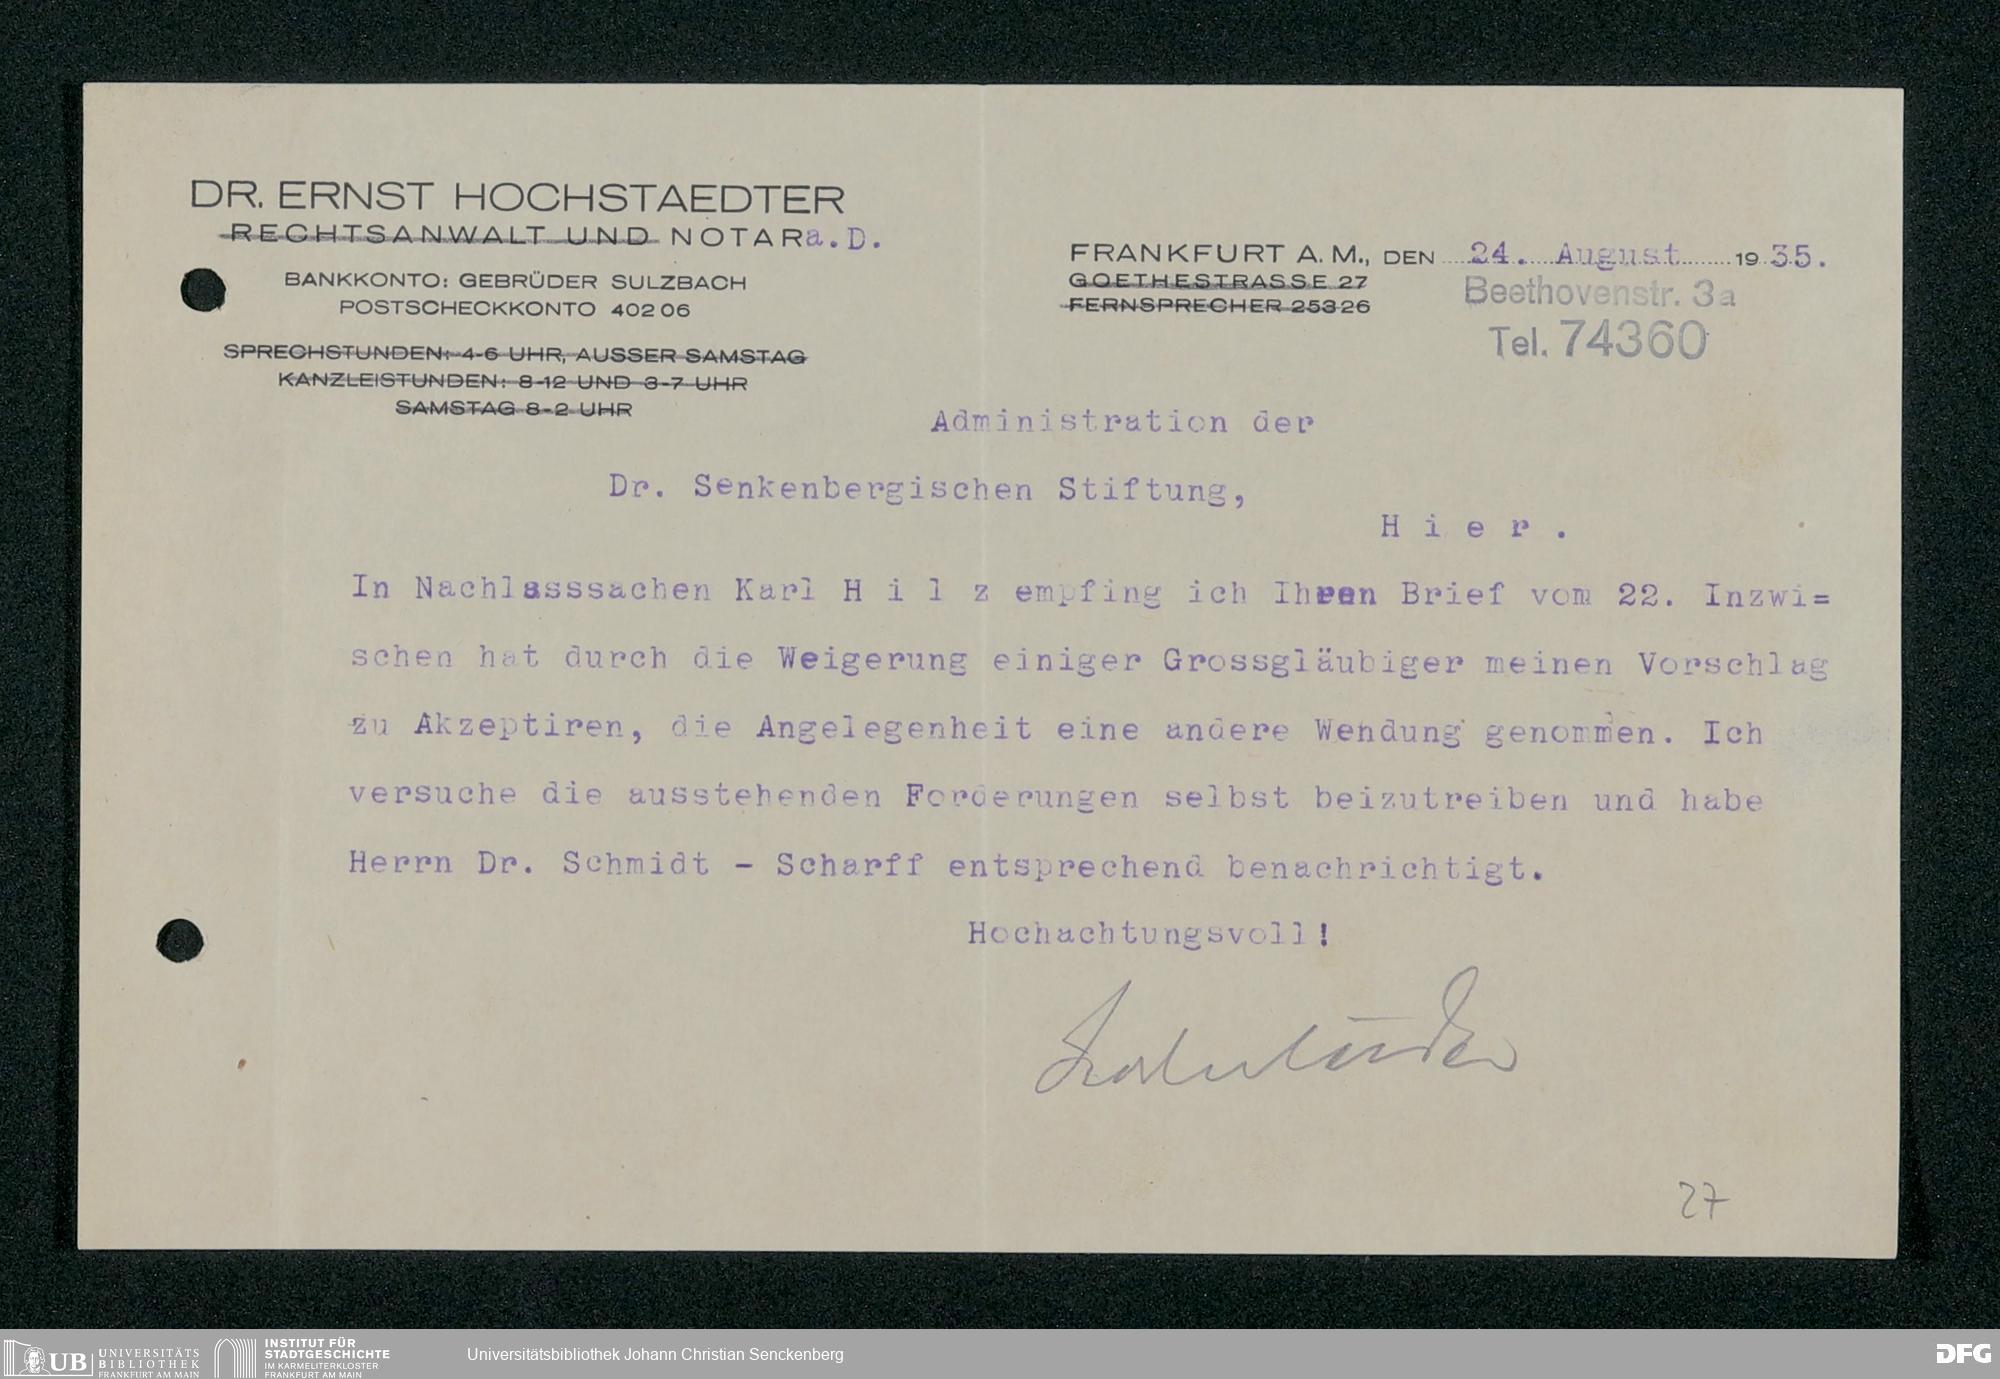 DR. ERNST HOCHSTAEDTER
RECHTSANWALT UND NOTAR a.D.
BANKKONTO: GEBRÜDER SULZBACH
POSTSCHECKKONTO 402 06
SPRECHSTUNDEN: 4-6 UHR, AUSSER SAMSTAG
KANZLEISTUNDEN: 8-12 UND 3-7 UHR
SAMSTAG 8-2 UHR
FRANKFURT A. M., DEN 24. August 1935.
GOETHESTRASSE 27
FERNSPRECHER 25326
Beethovenstr. 3a
Tel. 74360
Administration der
Dr. Senkenbergischen Stiftung,
H i e r .
In Nachlasssachen Karl H i l z empfing ich Ihren Brief vom 22. Inzwi=
schen hat durch die Weigerung einiger Grossgläubiger meinen Vorschlag
zu Akzeptiren, die Angelegenheit eine andere Wendung genommen. Ich
versuche die ausstehenden Forderungen selbst beizutreiben und habe
Herrn Dr. Schmidt - Scharff entsprechend benachrichtigt.
Hochachtungsvoll!
27
UB UNIVERSITÄTS
BIBLIOTHEK
FRANKFURT AM MAIN
INSTITUT FÜR
STADTGESCHICHTE
IM KARMELITERKLOSTER
FRANKFURT AM MAIN
Universitätsbibliothek Johann Christian Senckenberg
DFG